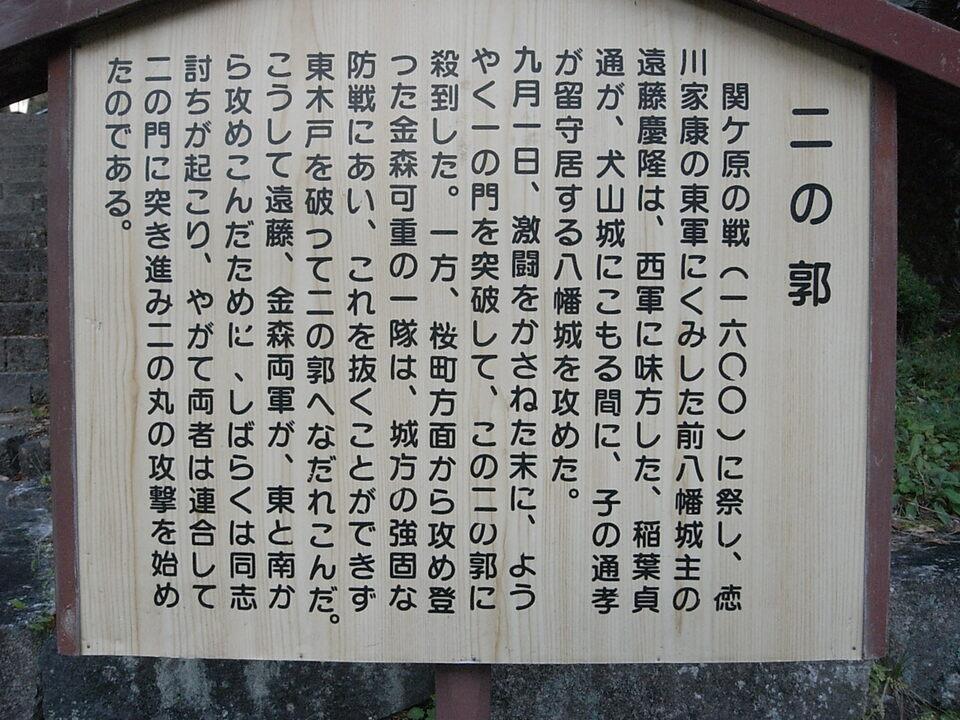 二の郭
関ケ原の戦（一六〇〇）に祭し、徳
川家康の東軍にくみした前八幡城主の
遠藤慶隆は、西軍に味方した、稲葉貞
通が、犬山城にこもる間に、子の通孝
が留守居する八幡城を攻めた。
九月一日、激闘をかさねた末に、よう
やく一の門を突破して、この二の郭に
殺到した。一方、桜町方面から攻め登
つた金森可重の一隊は、城方の強固な
防戦にあい、これを抜くことができず
東木戸を破つて二の郭へなだれこんだ。
こうして遠藤、金森両軍が、東と南か
ら攻めこんだために、しばらくは同志
討ちが起こり、やがて両者は連合して
二の門に突き進み二の丸の攻撃を始め
たのである。